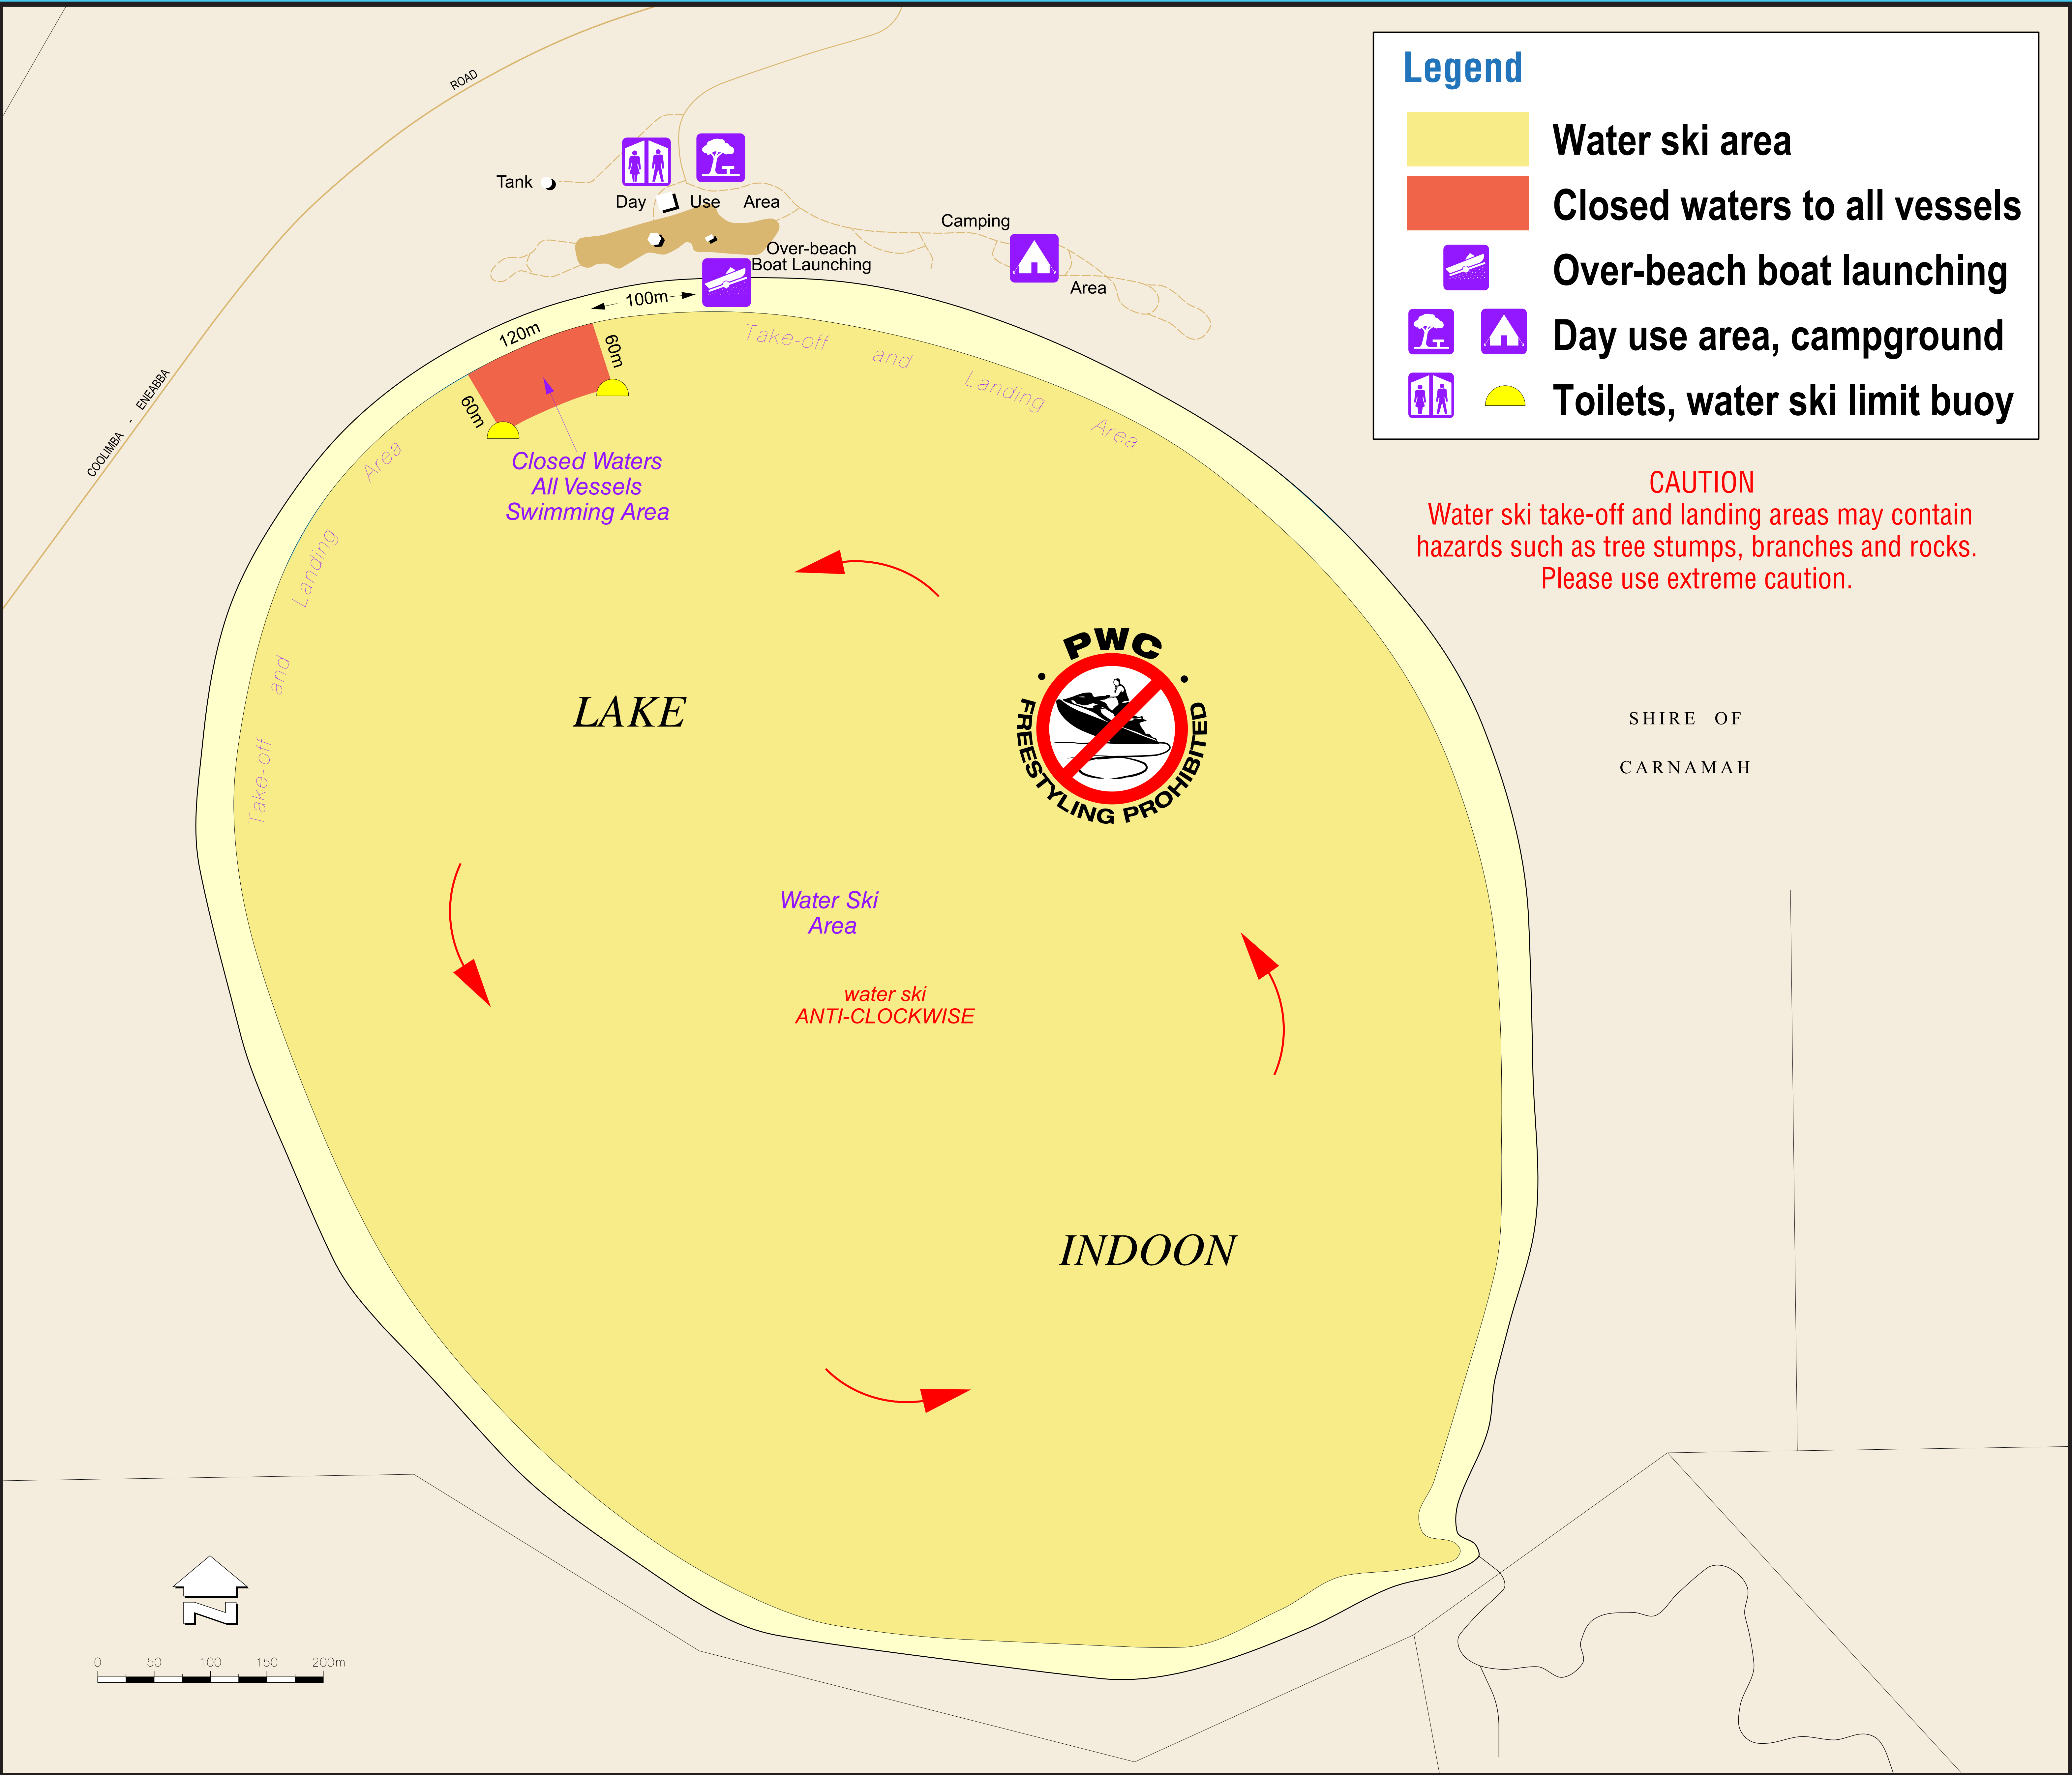 Legend
Water ski area
Closed waters to all vessels
Over-beach boat launching
Day use area, campground
Toilets, water ski limit buoy
CAUTION
Water ski take-off and landing areas may contain
hazards such as tree stumps, branches and rocks.
Please use extreme caution.
ROAD
COOLIMBA - ENEABBA
Tank
Day Use Area
Camping
Area
Over-beach
Boat Launching
100m
120m
60m
60m
Take-off and Landing Area
Take-off and Landing Area
Closed Waters
All Vessels
Swimming Area
LAKE
PWC
FREESTYLING PROHIBITED
SHIRE OF
CARNAMAH
Water Ski
Area
water ski
ANTI-CLOCKWISE
INDOON
N
0 50 100 150 200m